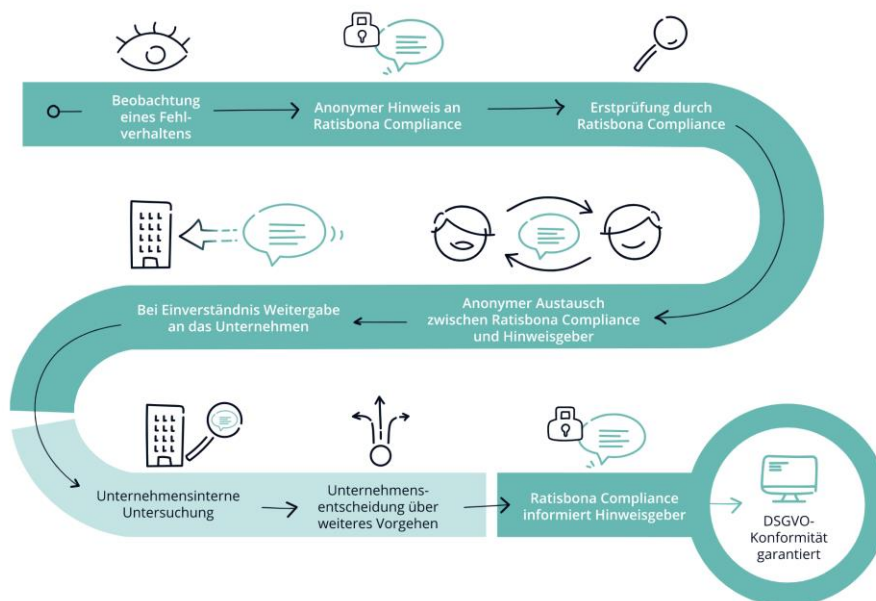 Beobachtung
eines Fehl-
verhaltens
Anonymer Hinweis an
Ratisbona Compliance
Erstprüfung durch
Ratisbona Compliance
Anonymer Austausch
zwischen Ratisbona Compliance
und Hinweisgeber
Bei Einverständnis Weitergabe
an das Unternehmen
Unternehmensinterne
Untersuchung
Unternehmens-
entscheidung über
weiteres Vorgehen
Ratisbona Compliance
informiert Hinweisgeber
DSGVO-
Konformität
garantiert